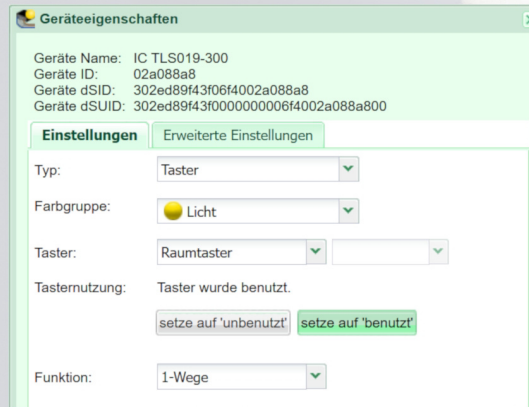 Geräteeigenschaften
Geräte Name: IC TLS019-300
Geräte ID: 02a088a8
Geräte dSID: 302ed89f43f06f4002a088a8
Geräte dSUID: 302ed89f43f0000000006f4002a088a800
Einstellungen Erweiterte Einstellungen
Typ: Taster
Farbgruppe: Licht
Taster: Raumtaster
Tasternutzung: Taster wurde benutzt.
setze auf 'unbenutzt' setze auf 'benutzt'
Funktion: 1-Wege